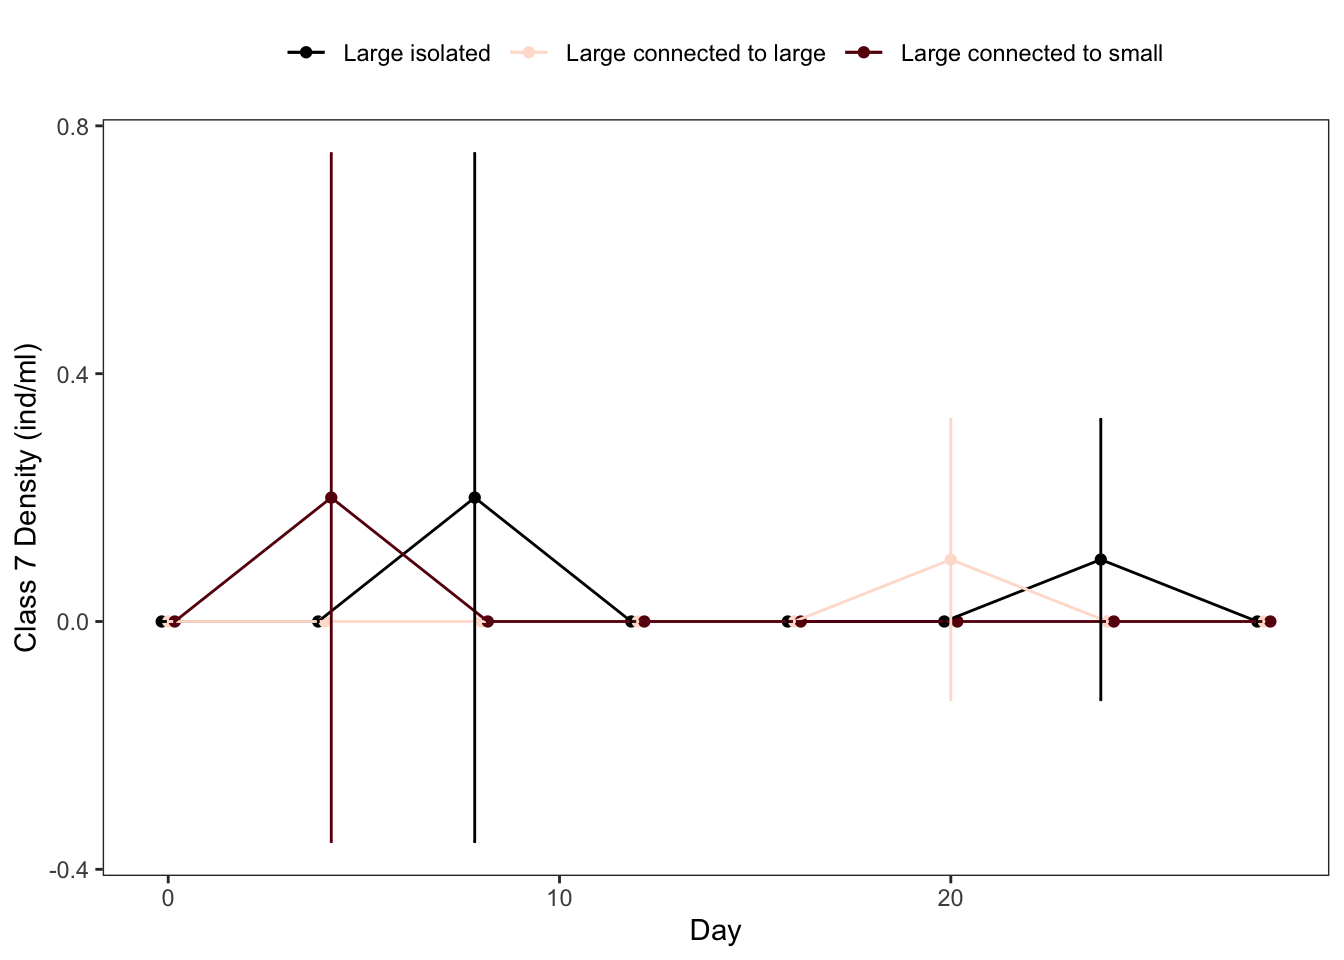 Large isolated Large connected to large Large connected to small
Class 7 Density (ind/ml)
0.8
0.4
0.0
-0.4
0 10 20
Day